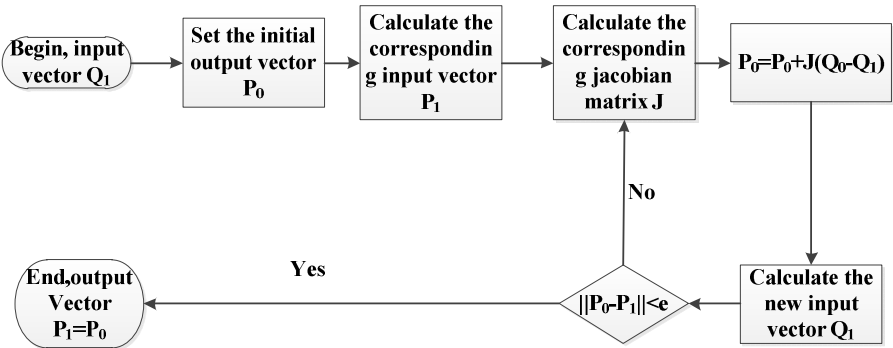 Begin, input
vector Q₁
Set the initial
output vector
P₀
Calculate the
correspondin
g input vector
P₁
Calculate the
correspondin
g jacobian
matrix J
P₀=P₀+J(Q₀-Q₁)
Calculate the
new input
vector Q₁
||P₀-P₁||<e
No
Yes
End,output
Vector
P₁=P₀